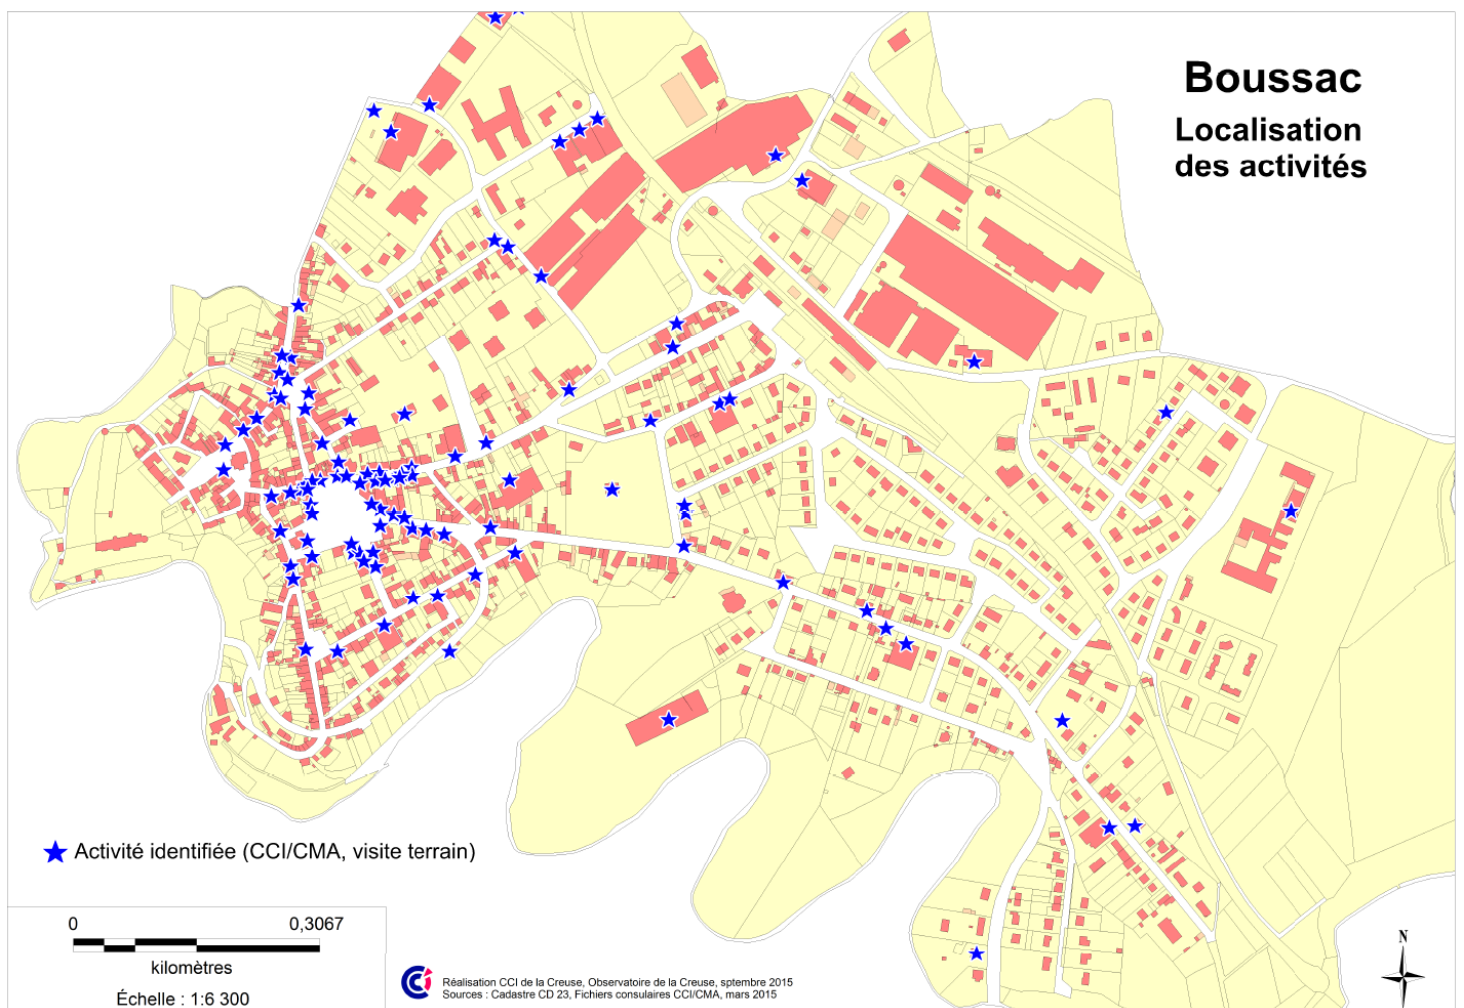 Boussac
Localisation
des activités
Activité identifiée (CCI/CMA, visite terrain)
0 0,3067
kilomètres
Échelle : 1:6 300
Réalisation CCI de la Creuse, Observatoire de la Creuse, sptembre 2015
Sources : Cadastre CD 23, Fichiers consulaires CCI/CMA, mars 2015
N